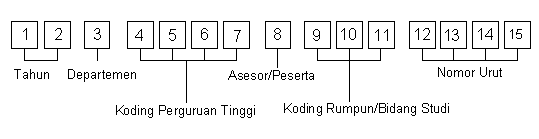 1 2 3 4 5 6 7 8 9 10 11 12 13 14 15
Tahun Departemen Asesor/Peserta Nomor Urut
Koding Perguruan Tinggi Koding Rumpun/Bidang Studi